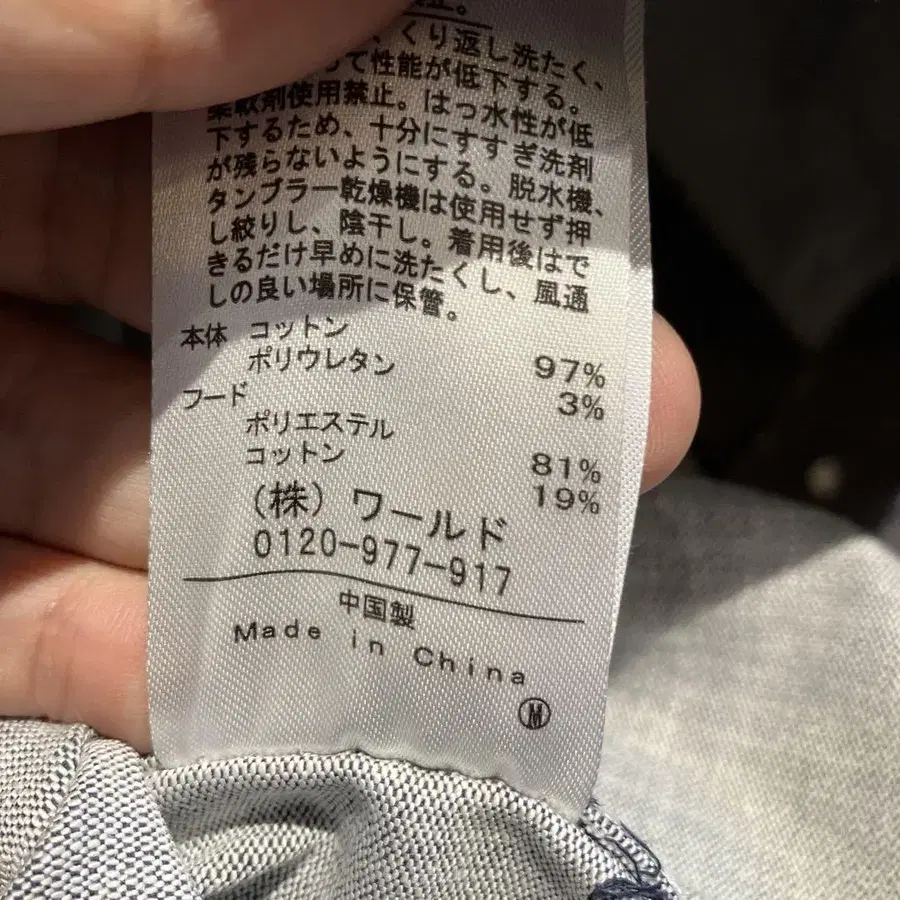 止。
くり返し洗たく、
て性能が低下する。
柔軟剤使用禁止。はっ水性が低
下するため、十分にすすぎ洗剤
が残らないようにする。脱水機、
タンブラー乾燥機は使用せず押
し絞りし、陰干し。着用後はで
きるだけ早めに洗たくし、風通
しの良い場所に保管。
本体 コットン 97%
ポリウレタン 3%
フード
ポリエステル 81%
コットン 19%
(株) ワールド
0120-977-917
中国製
Made in China
Ⓜ